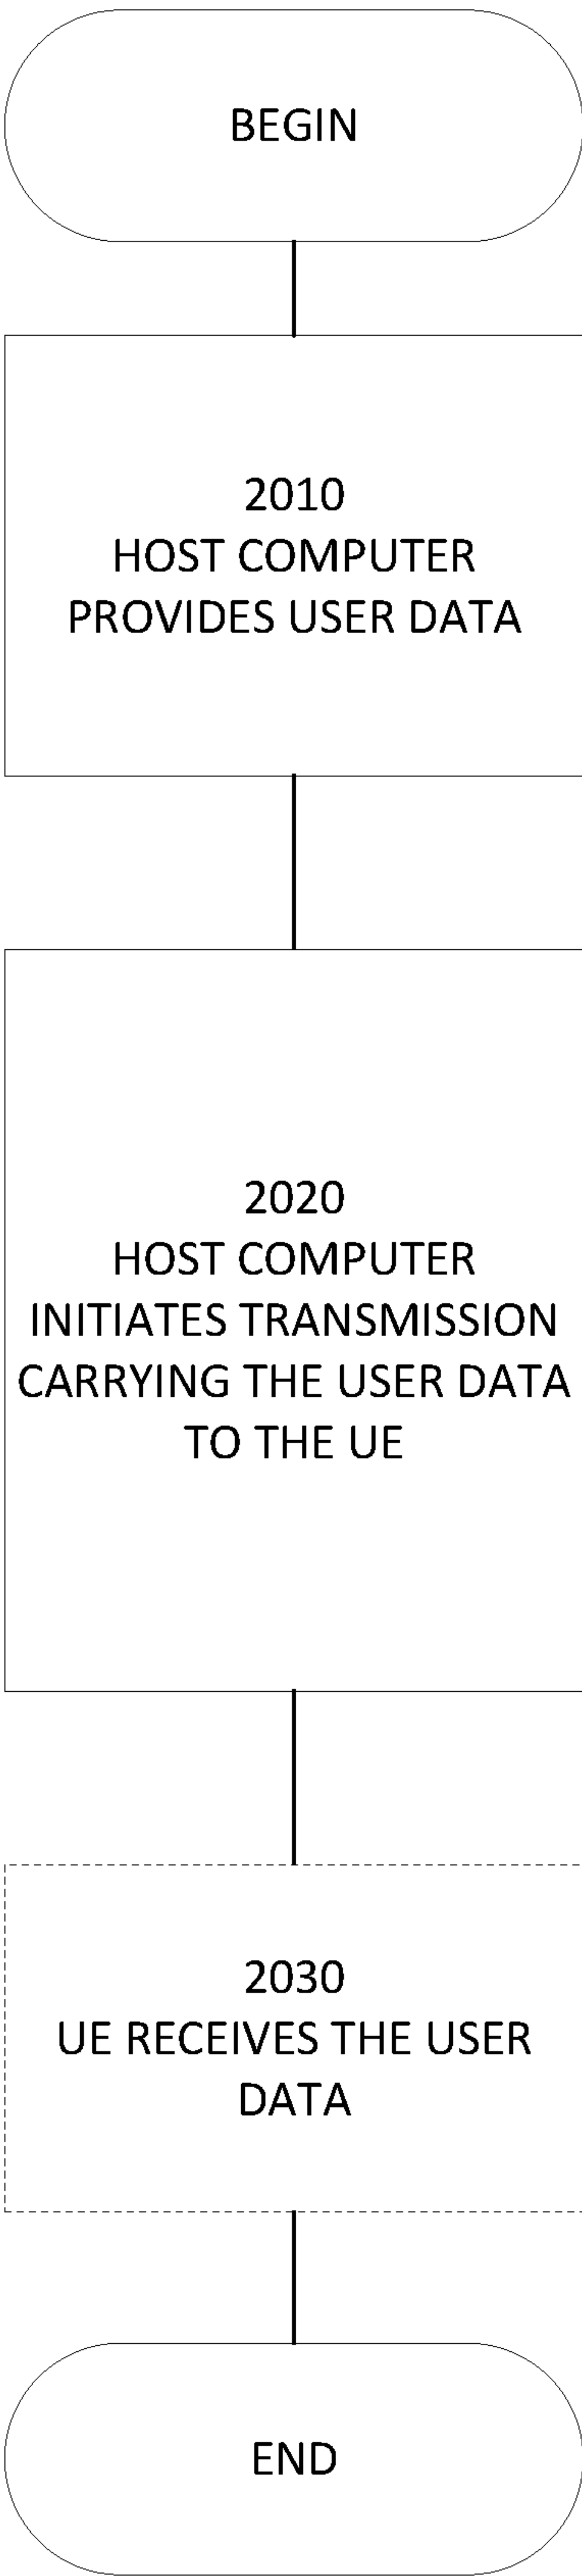 BEGIN
2010
HOST COMPUTER
PROVIDES USER DATA
2020
HOST COMPUTER
INITIATES TRANSMISSION
CARRYING THE USER DATA
TO THE UE
2030
UE RECEIVES THE USER
DATA
END